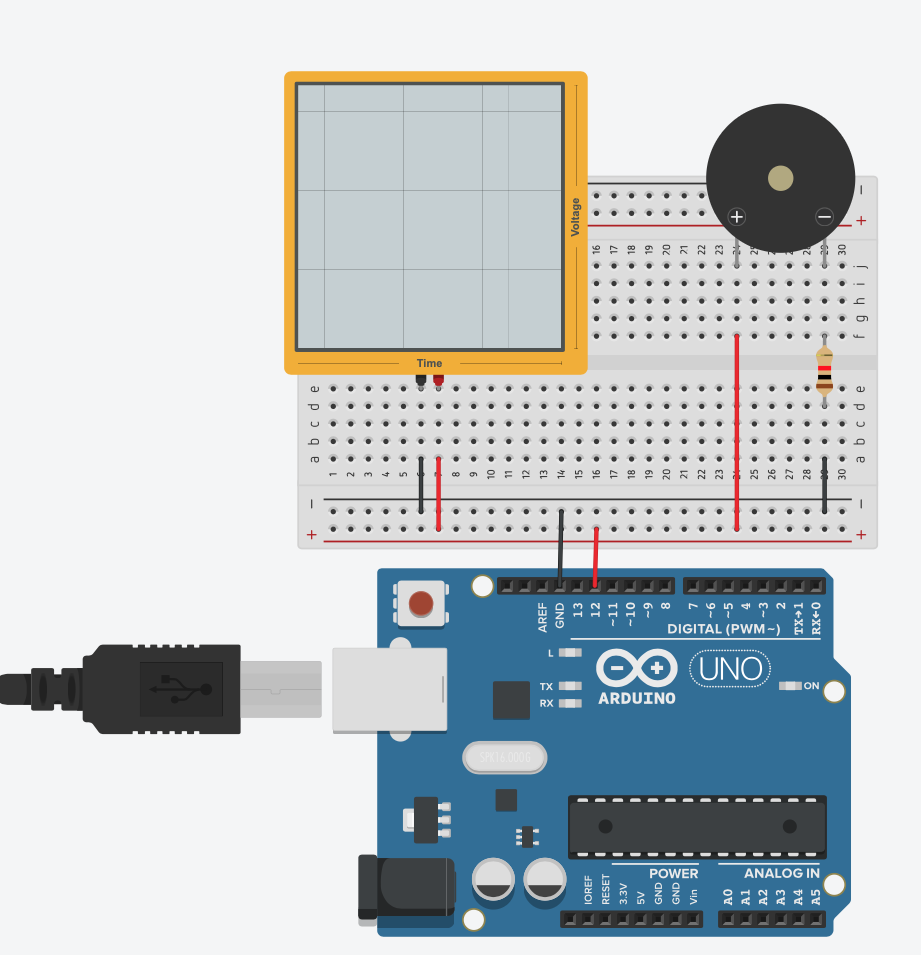 Voltage
Time
+ −
− −
+
16 17 18 19 20 21 22 23 24 25 27 28 29 30
j
i
h
g
f
e e
d d
c c
b b
a a
1 2 3 4 5 6 7 8 9 10 11 12 13 14 15 16 17 18 19 20 21 22 23 24 25 26 27 28 29 30
− −
+ +
AREF GND 13 12 ~11 ~10 ~9 8 7 ~6 ~5 4 ~3 2 TX→1 RX←0
DIGITAL (PWM~)
L
TX
RX
− +
ARDUINO
UNO
ON
SPK16.000G
POWER
ANALOG IN
IOREF RESET 3.3V 5V GND GND Vin A0 A1 A2 A3 A4 A5